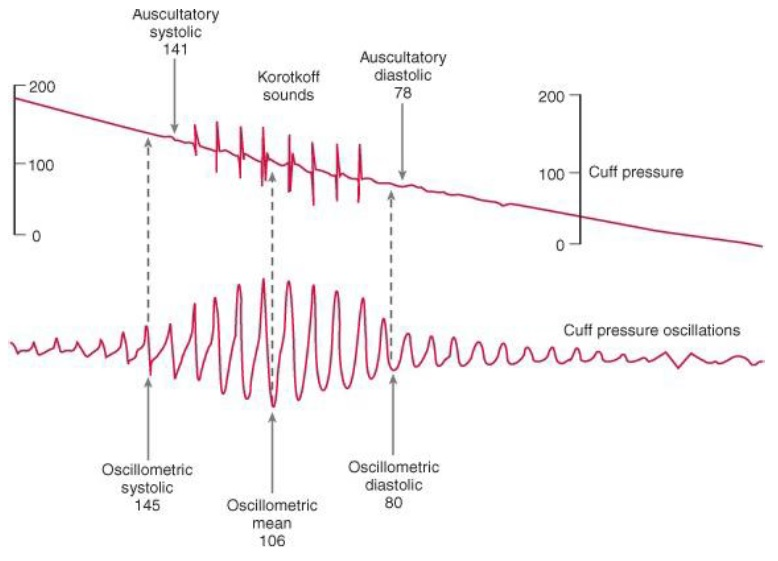 Auscultatory
systolic
141
Auscultatory
diastolic
78
Korotkoff
sounds
200
100
0
200
100
0
Cuff pressure
Cuff pressure oscillations
Oscillometric
systolic
145
Oscillometric
mean
106
Oscillometric
diastolic
80